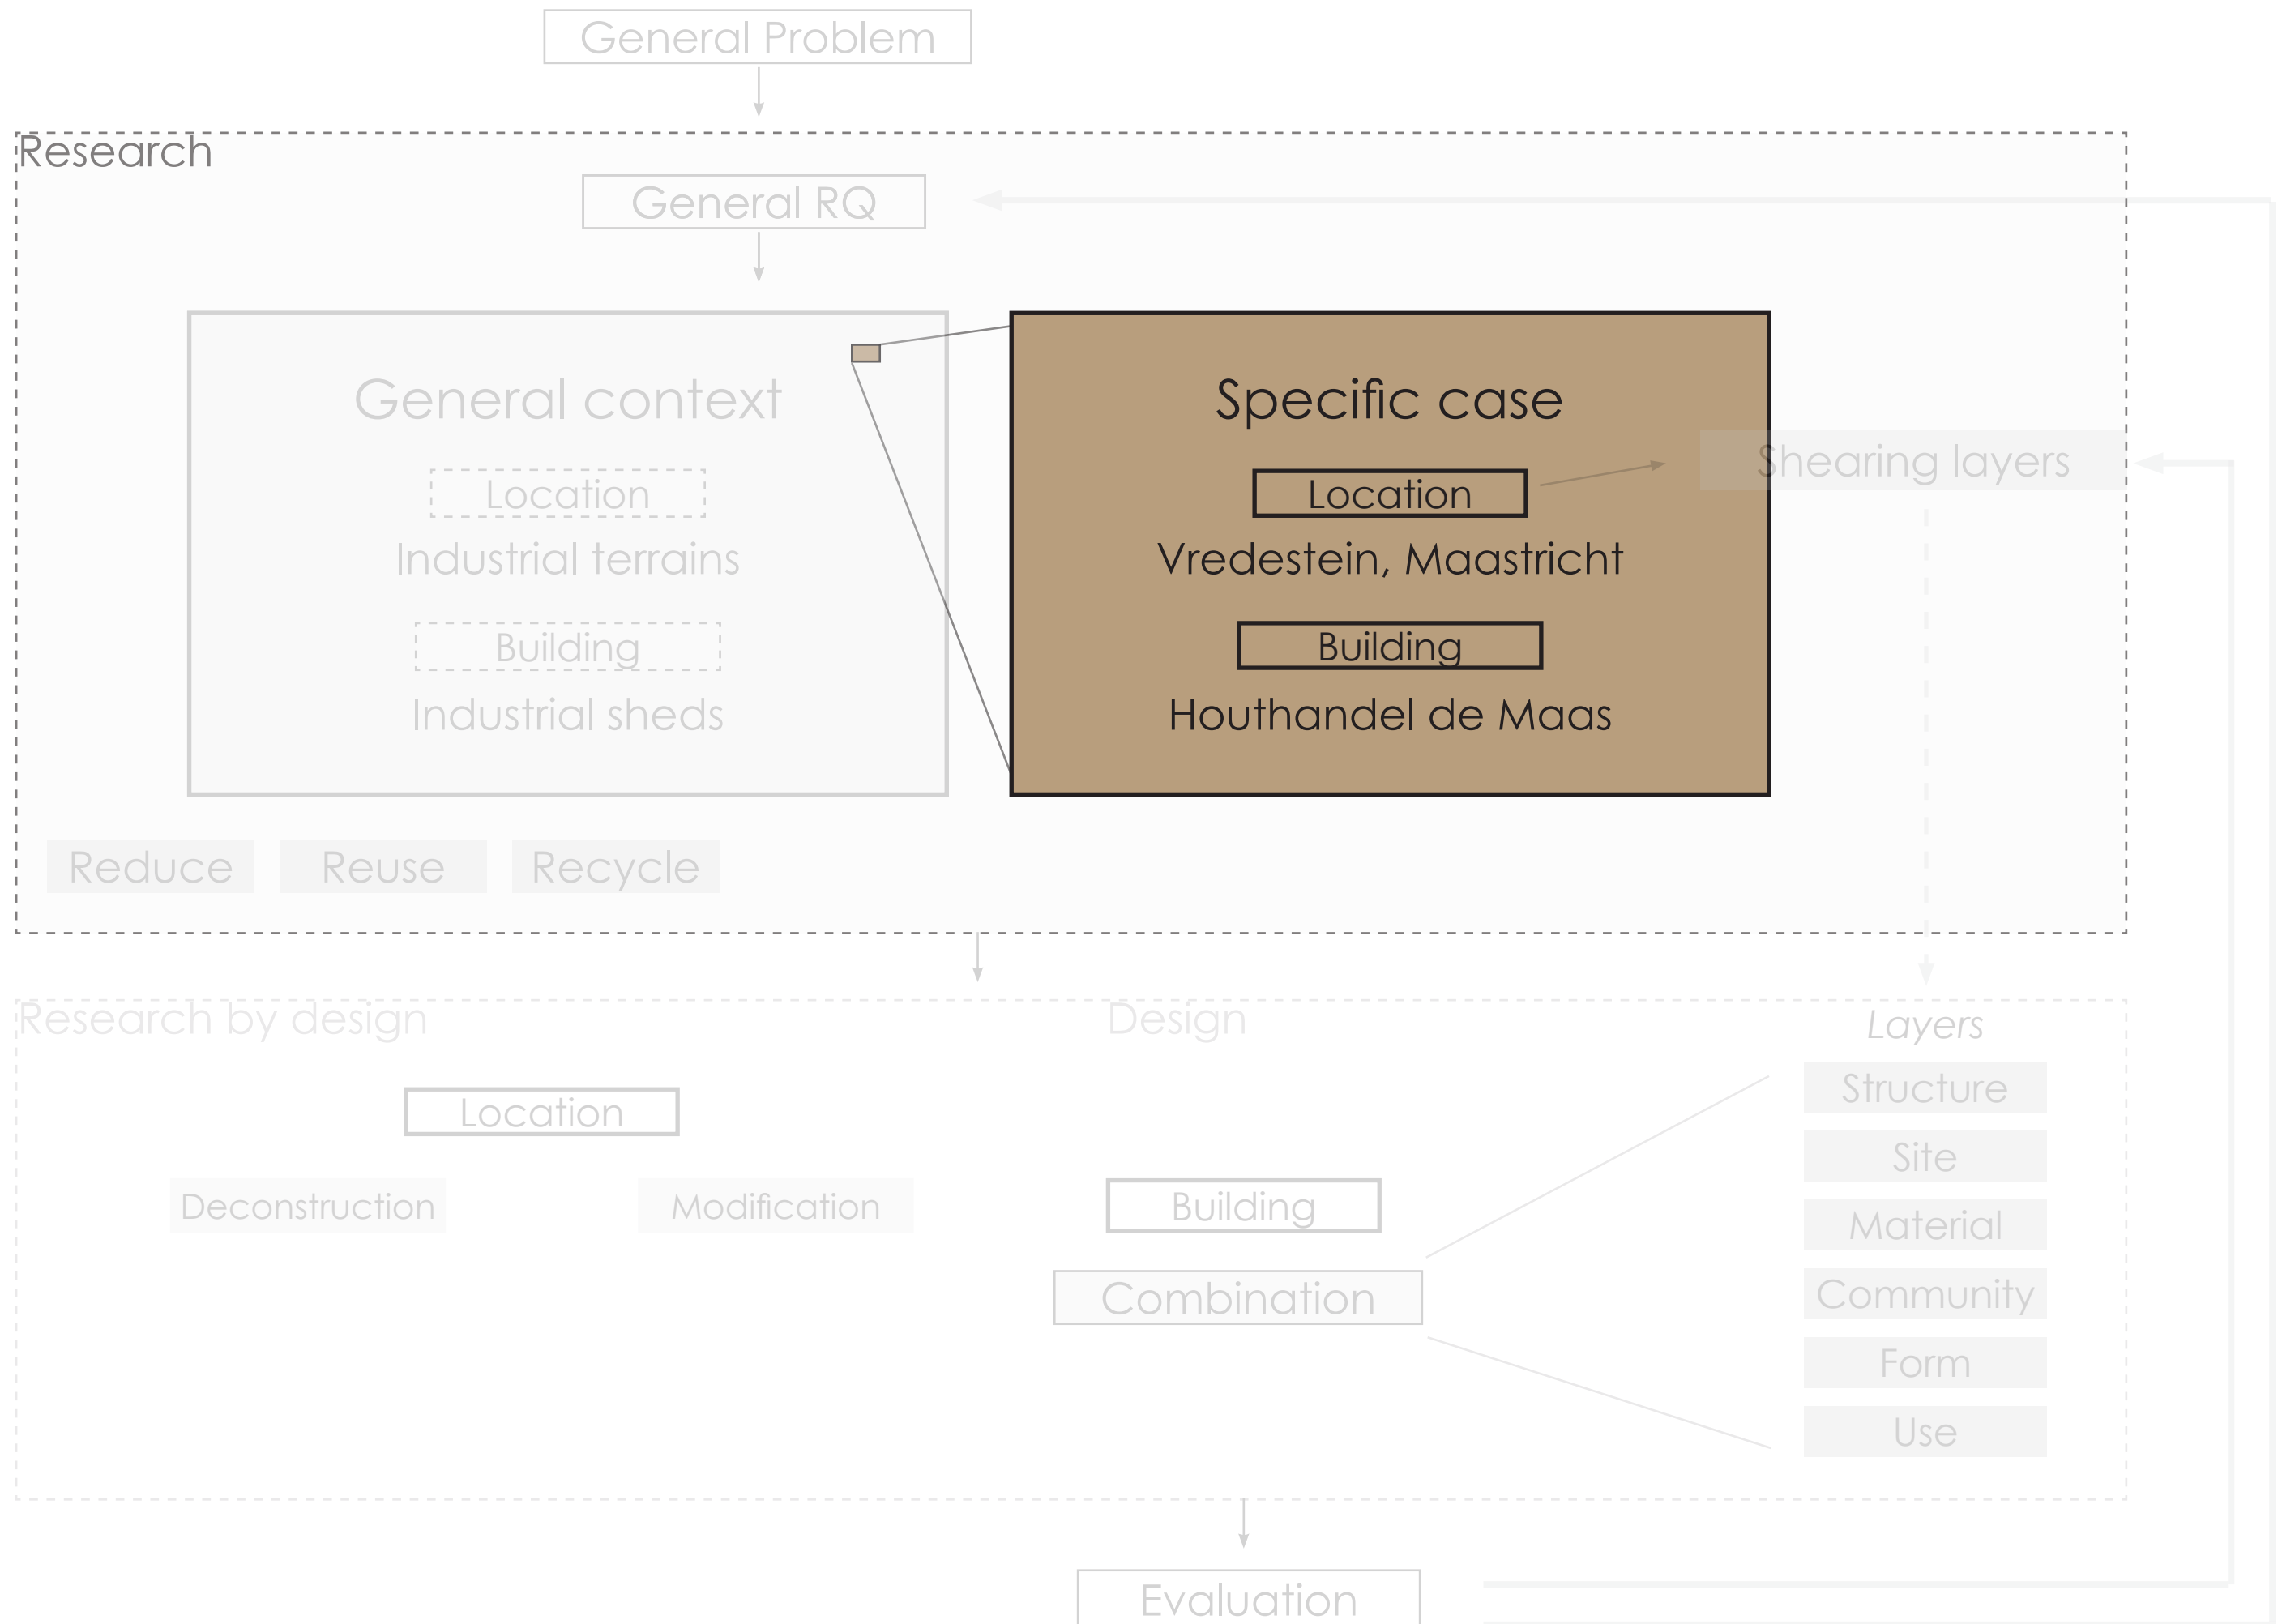 General Problem
Research
General RQ
General context
Location
Industrial terrains
Building
Industrial sheds
Specific case
Location
Vredestein, Maastricht
Building
Houthandel de Maas
Shearing layers
Reduce
Reuse
Recycle
Research by design
Design
Location
Deconstruction
Modification
Building
Combination
Layers
Structure
Site
Material
Community
Form
Use
Evaluation